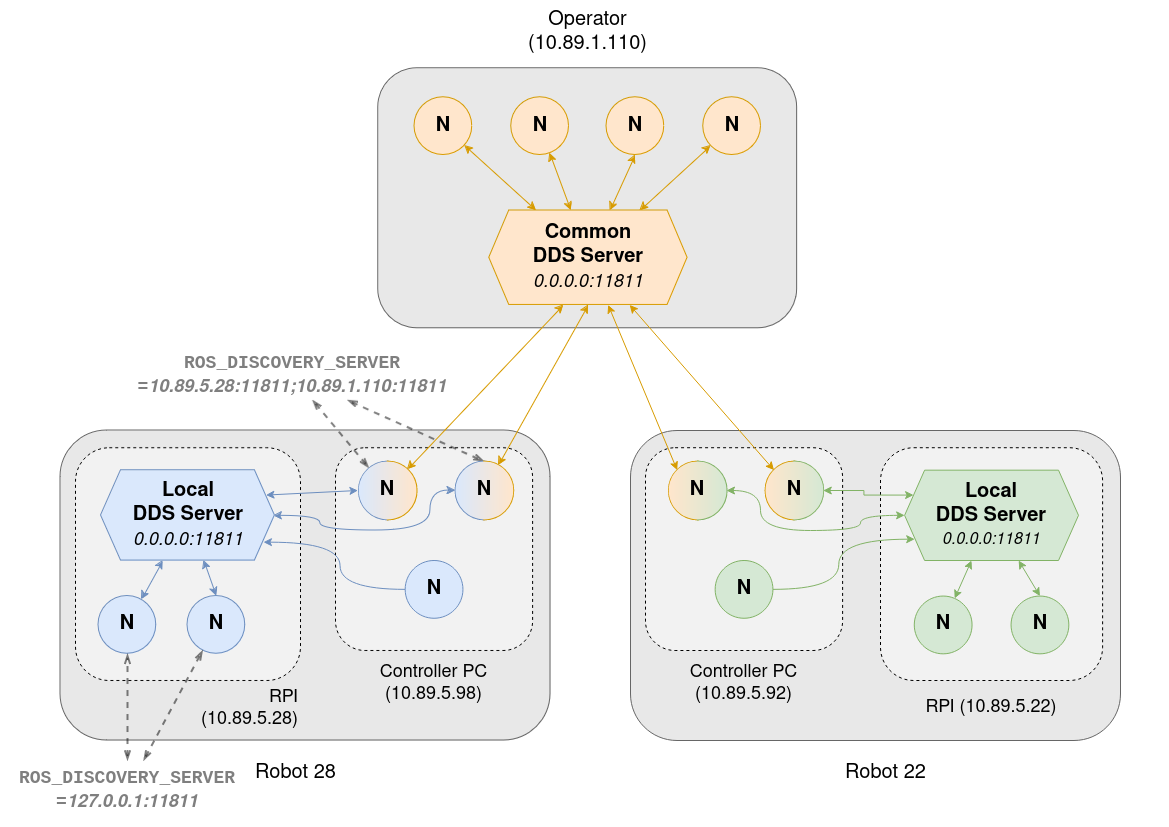 Operator
(10.89.1.110)
N
N
N
N
Common
DDS Server
0.0.0.0:11811
ROS_DISCOVERY_SERVER
=10.89.5.28:11811;10.89.1.110:11811
Local
DDS Server
0.0.0.0:11811
N
N
N
N
N
RPI
(10.89.5.28)
Controller PC
(10.89.5.98)
ROS_DISCOVERY_SERVER
=127.0.0.1:11811
Robot 28
N
N
N
Local
DDS Server
0.0.0.0:11811
N
N
Controller PC
(10.89.5.92)
RPI (10.89.5.22)
Robot 22